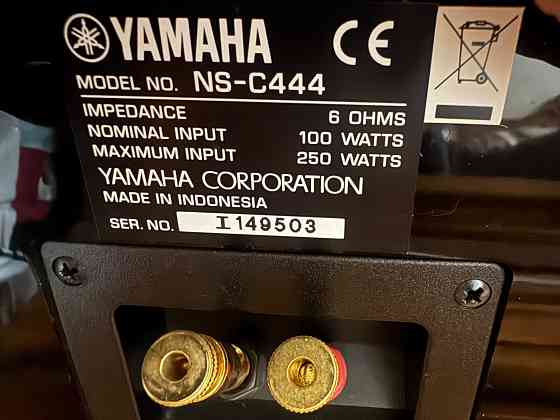 YAMAHA CE
MODEL NO. NS-C444
IMPEDANCE 6 OHMS
NOMINAL INPUT 100 WATTS
MAXIMUM INPUT 250 WATTS
YAMAHA CORPORATION
MADE IN INDONESIA
SER. NO. I149503